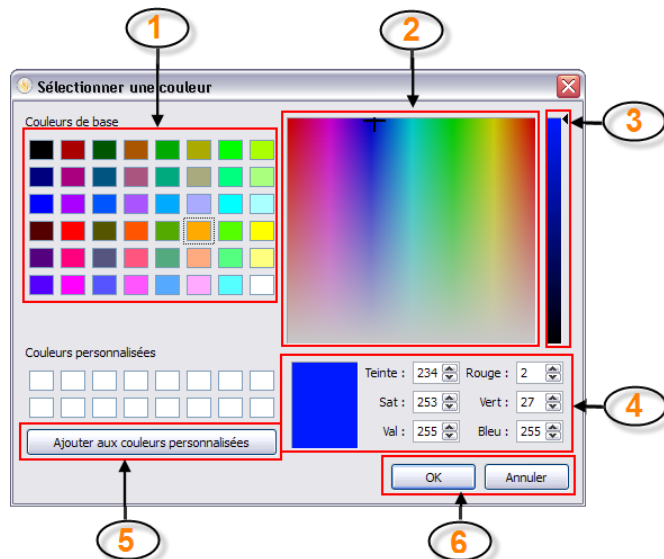 1
2
Sélectionner une couleur
3
Couleurs de base
Couleurs personnalisées
Teinte : 234 Rouge : 2
Sat : 253 Vert : 27
4
Val : 255 Bleu : 255
Ajouter aux couleurs personnalisées
OK Annuler
5
6